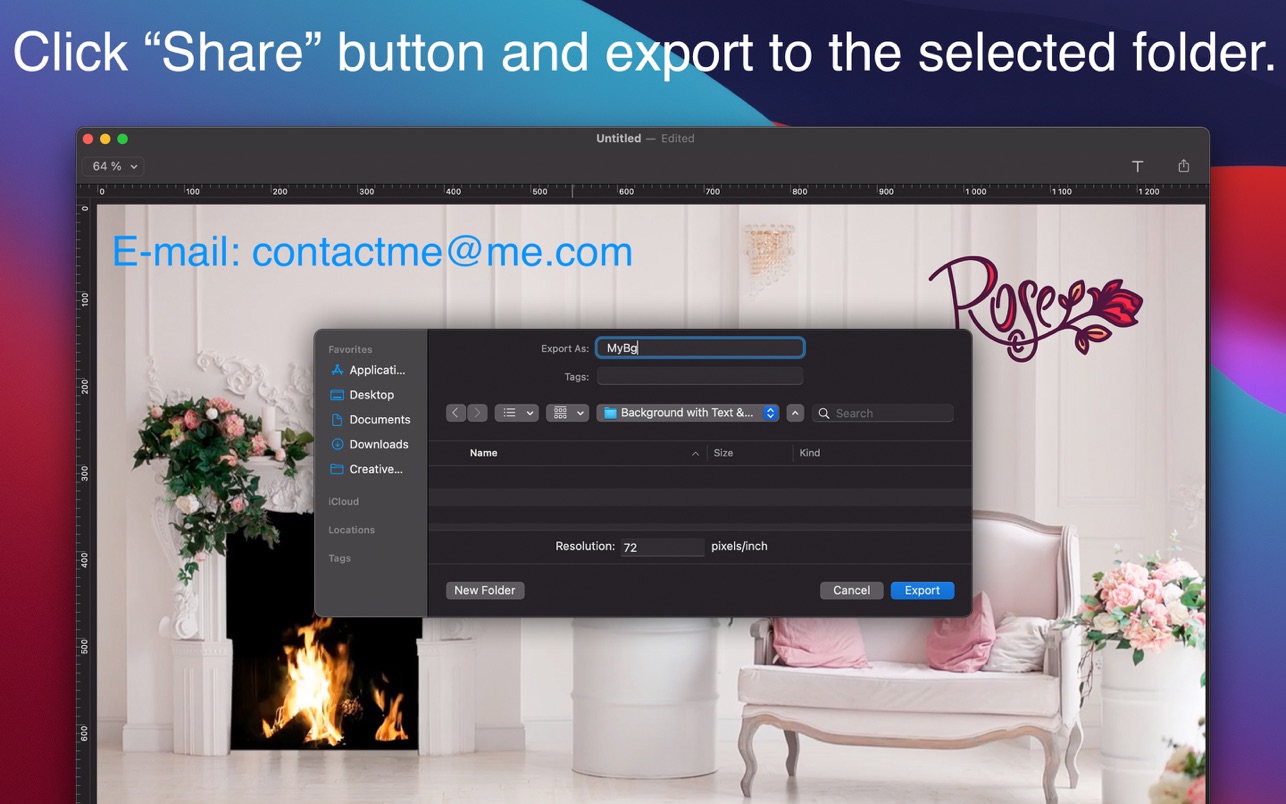 Click “Share” button and export to the selected folder.
Untitled — Edited
64 %
0 100 200 300 400 500 600 700 800 900 1 000 1 100 1 200
0
100
200
300
400
500
600
E-mail: contactme@me.com
Rose
Favorites
Applicati...
Desktop
Documents
Downloads
Creative...
iCloud
Locations
Tags
Export As: MyBg
Tags:
Background with Text &...
Search
Name Size Kind
Resolution: 72 pixels/inch
New Folder Cancel Export